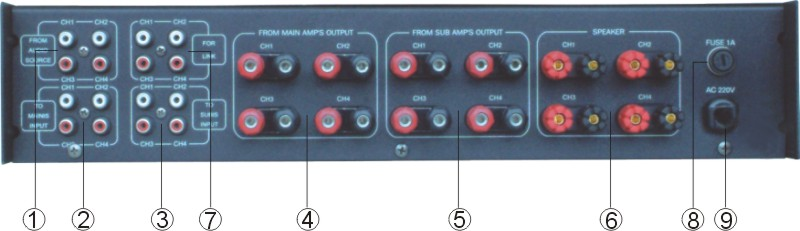 FROM MAIN AMP'S OUTPUT
FROM SUB AMP'S OUTPUT
SPEAKER
CH1 CH2
FROM
AUDIO
SOURCE
CH3 CH4
CH1 CH2
FOR
LINK
CH3 CH4
CH1 CH2
CH3 CH4
CH1 CH2
CH3 CH4
CH1 CH2
CH3 CH4
FUSE 1A
AC 220V
CH1 CH2
TO
MAINS
INPUT
CH3 CH4
CH1 CH2
TO
SUBS
INPUT
CH3 CH4
1 2 3 7 4 5 6 8 9